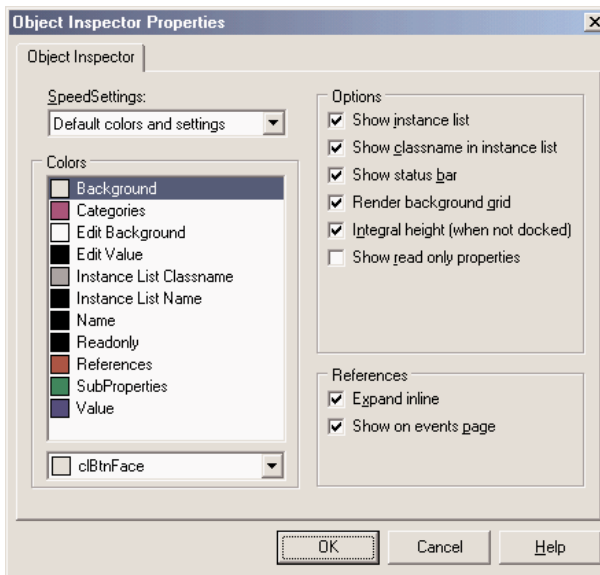 Object Inspector Properties
Object Inspector
SpeedSettings:
Default colors and settings
Colors
Background
Categories
Edit Background
Edit Value
Instance List Classname
Instance List Name
Name
Readonly
References
SubProperties
Value
clBtnFace
Options
Show instance list
Show classname in instance list
Show status bar
Render background grid
Integral height (when not docked)
Show read only properties
References
Expand inline
Show on events page
OK
Cancel
Help